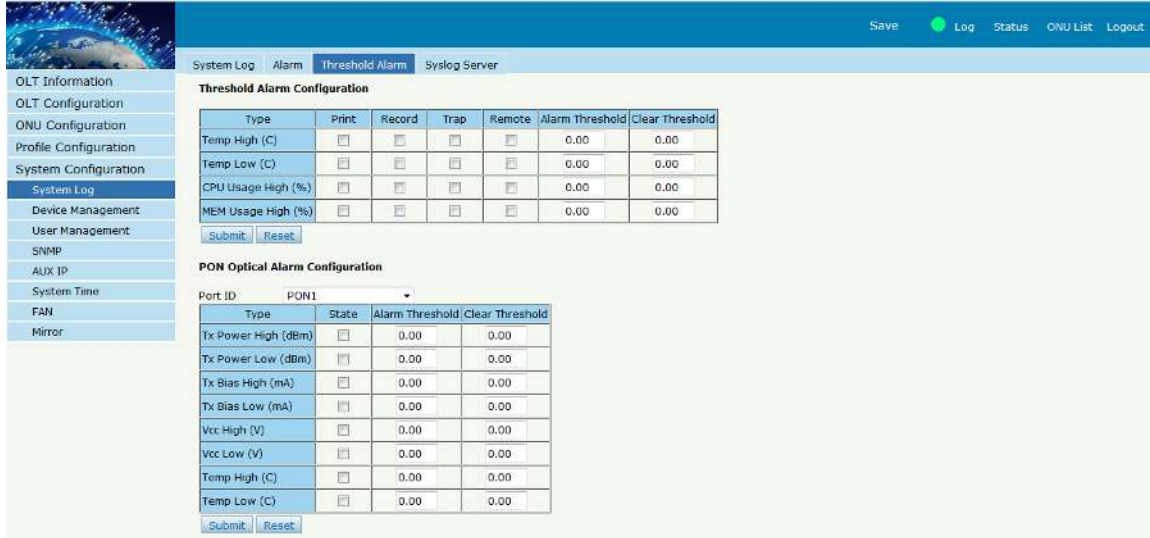 Save Log Status ONU List Logout
System Log Alarm Threshold Alarm Syslog Server
OLT Information
OLT Configuration
ONU Configuration
Profile Configuration
System Configuration
System Log
Device Management
User Management
SNMP
AUX IP
System Time
FAN
Mirror
Threshold Alarm Configuration
Type Print Record Trap Remote Alarm Threshold Clear Threshold
Temp High (C) 0.00 0.00
Temp Low (C) 0.00 0.00
CPU Usage High (%) 0.00 0.00
MEM Usage High (%) 0.00 0.00
Submit Reset
PON Optical Alarm Configuration
Port ID PON1
Type State Alarm Threshold Clear Threshold
Tx Power High (dBm) 0.00 0.00
Tx Power Low (dBm) 0.00 0.00
Tx Bias High (mA) 0.00 0.00
Tx Bias Low (mA) 0.00 0.00
Vcc High (V) 0.00 0.00
Vcc Low (V) 0.00 0.00
Temp High (C) 0.00 0.00
Temp Low (C) 0.00 0.00
Submit Reset